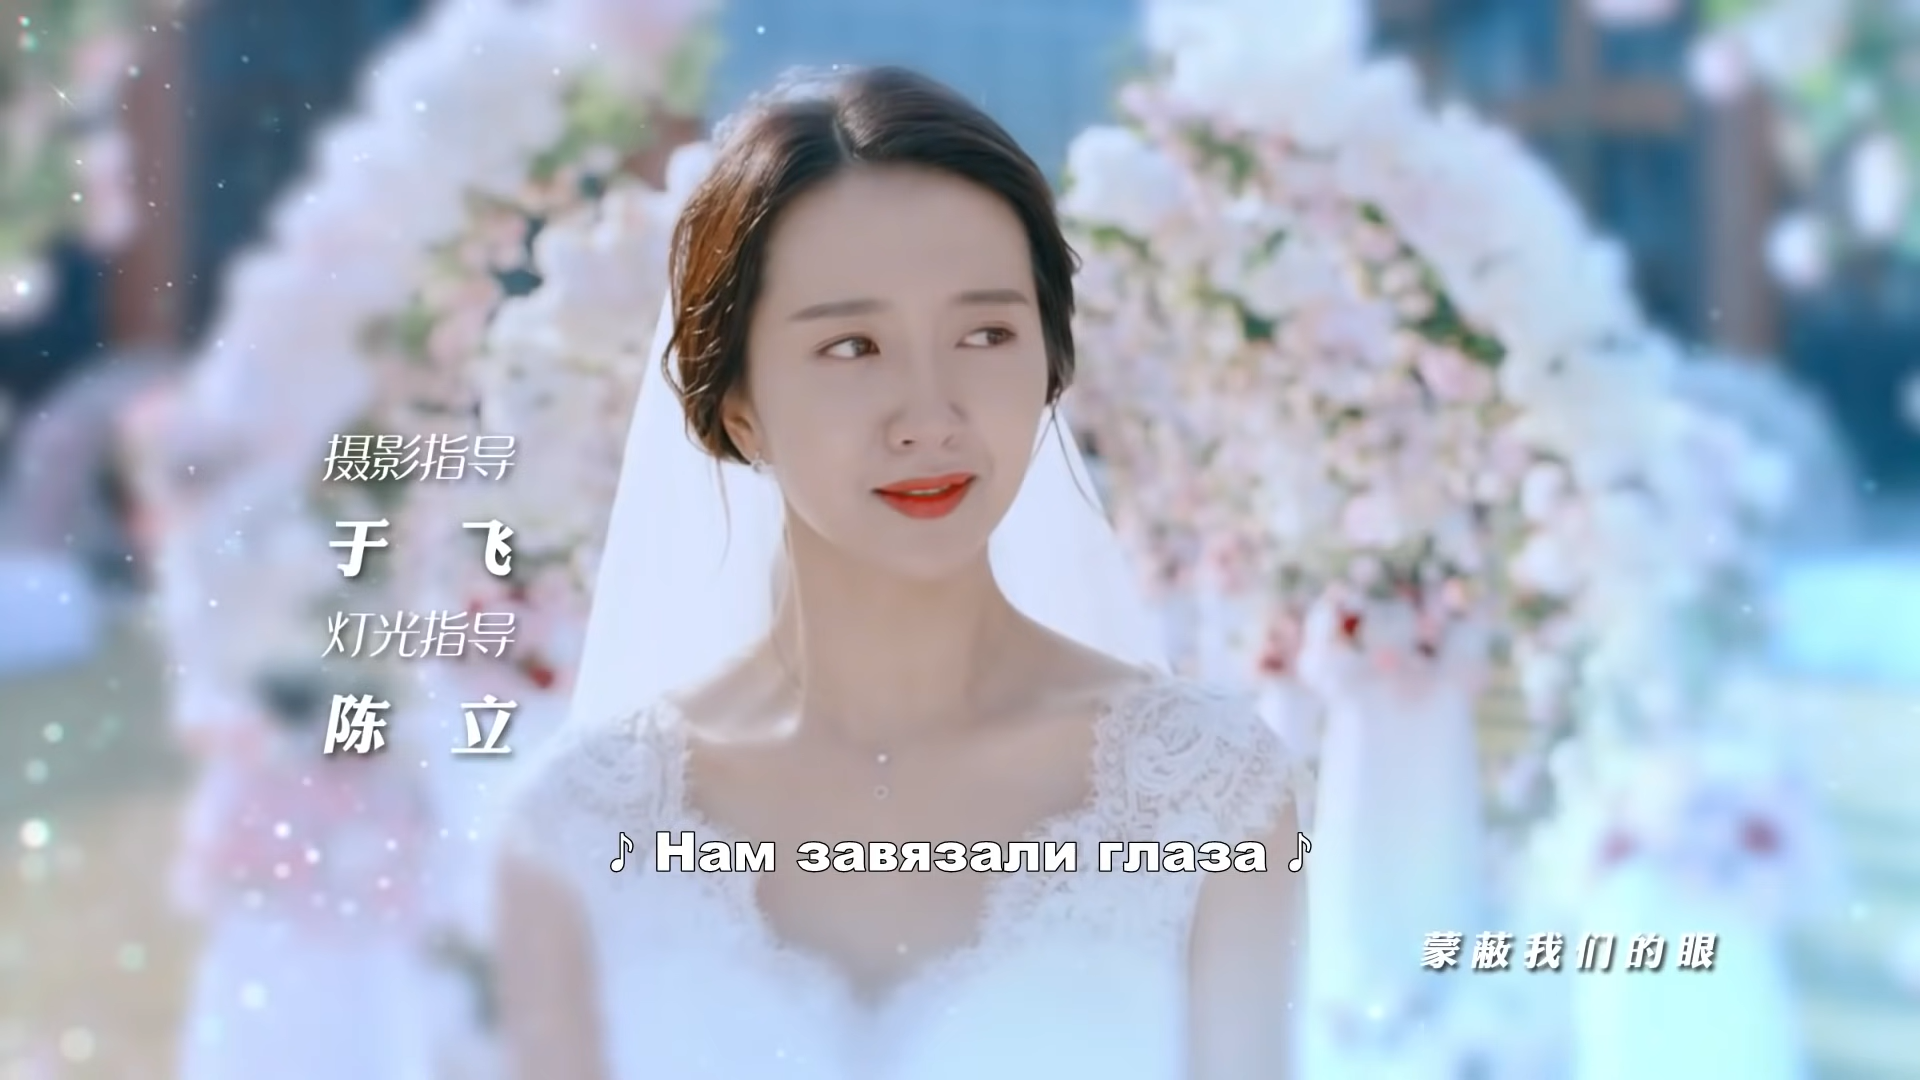 摄影指导
于 飞
灯光指导
陈 立
♪ Нам завязали глаза ♪
蒙蔽我们的眼